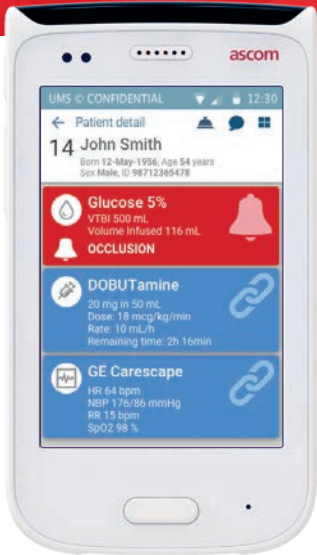 ascom
UMS © CONFIDENTIAL 12:30
Patient detail
14 John Smith
Born 12-May-1956, Age 54 years
Sex Male, ID 98712365478
Glucose 5%
VTBI 500 mL
Volume Infused 116 mL
OCCLUSION
DOBUTamine
20 mg in 50 mL
Dose: 18 mcg/kg/min
Rate: 10 mL/h
Remaining time: 2h 16min
GE Carescape
HR 64 bpm
NBP 176/86 mmHg
RR 15 bpm
SpO2 98 %